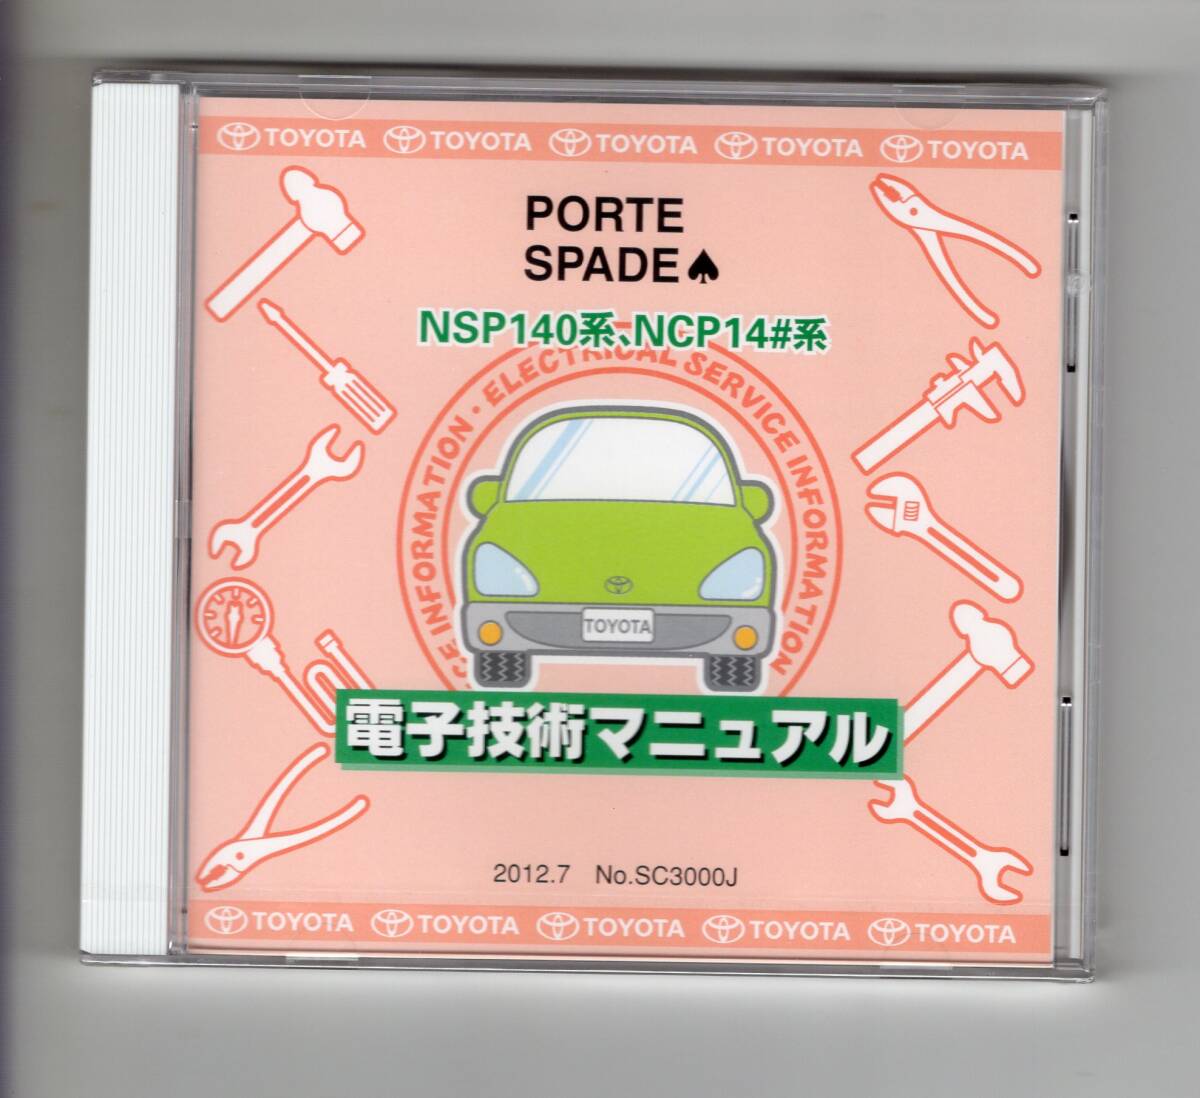 TOYOTA TOYOTA TOYOTA TOYOTA TOYOTA
PORTE
SPADE♠
NSP140系、NCP14#系
CE INFORMATION・ELECTRICAL SERVICE INFORMATION
TOYOTA
電子技術マニュアル
2012.7 No.SC3000J
TOYOTA TOYOTA TOYOTA TOYOTA TOYOTA